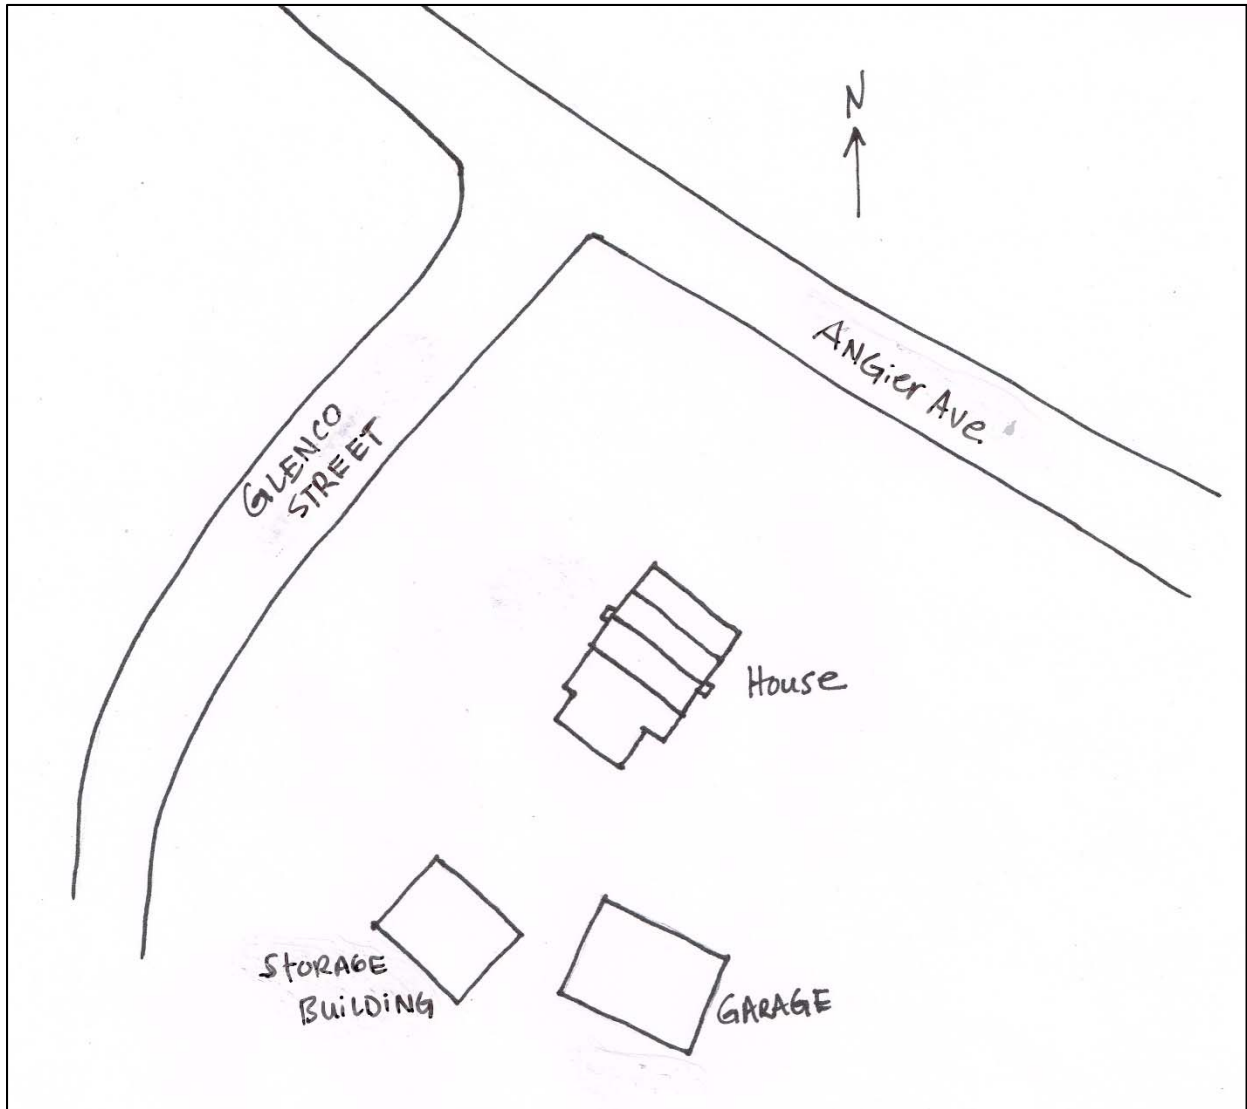 N
ANGier AVe.
GLENCO
STREET
House
STORAGE
BUiLDiNG
GARAGE